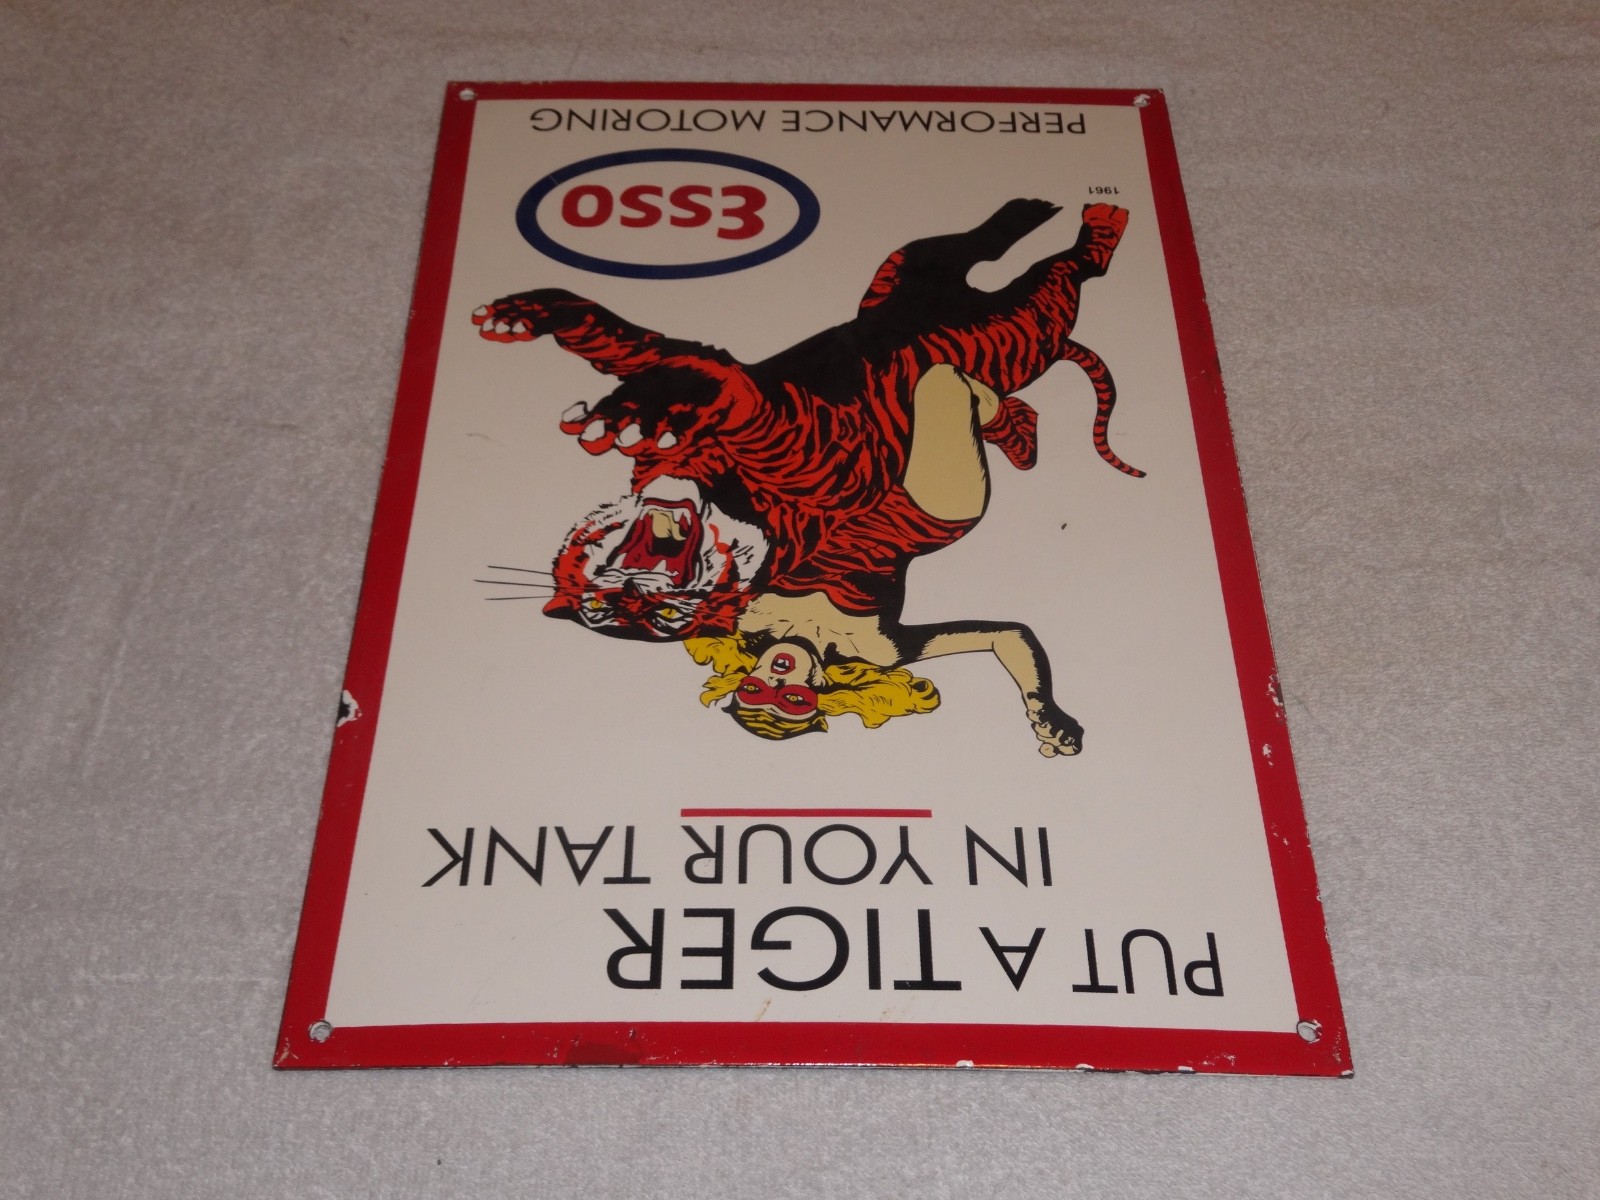 PUT A TIGER
IN YOUR TANK
1961
Esso
PERFORMANCE MOTORING